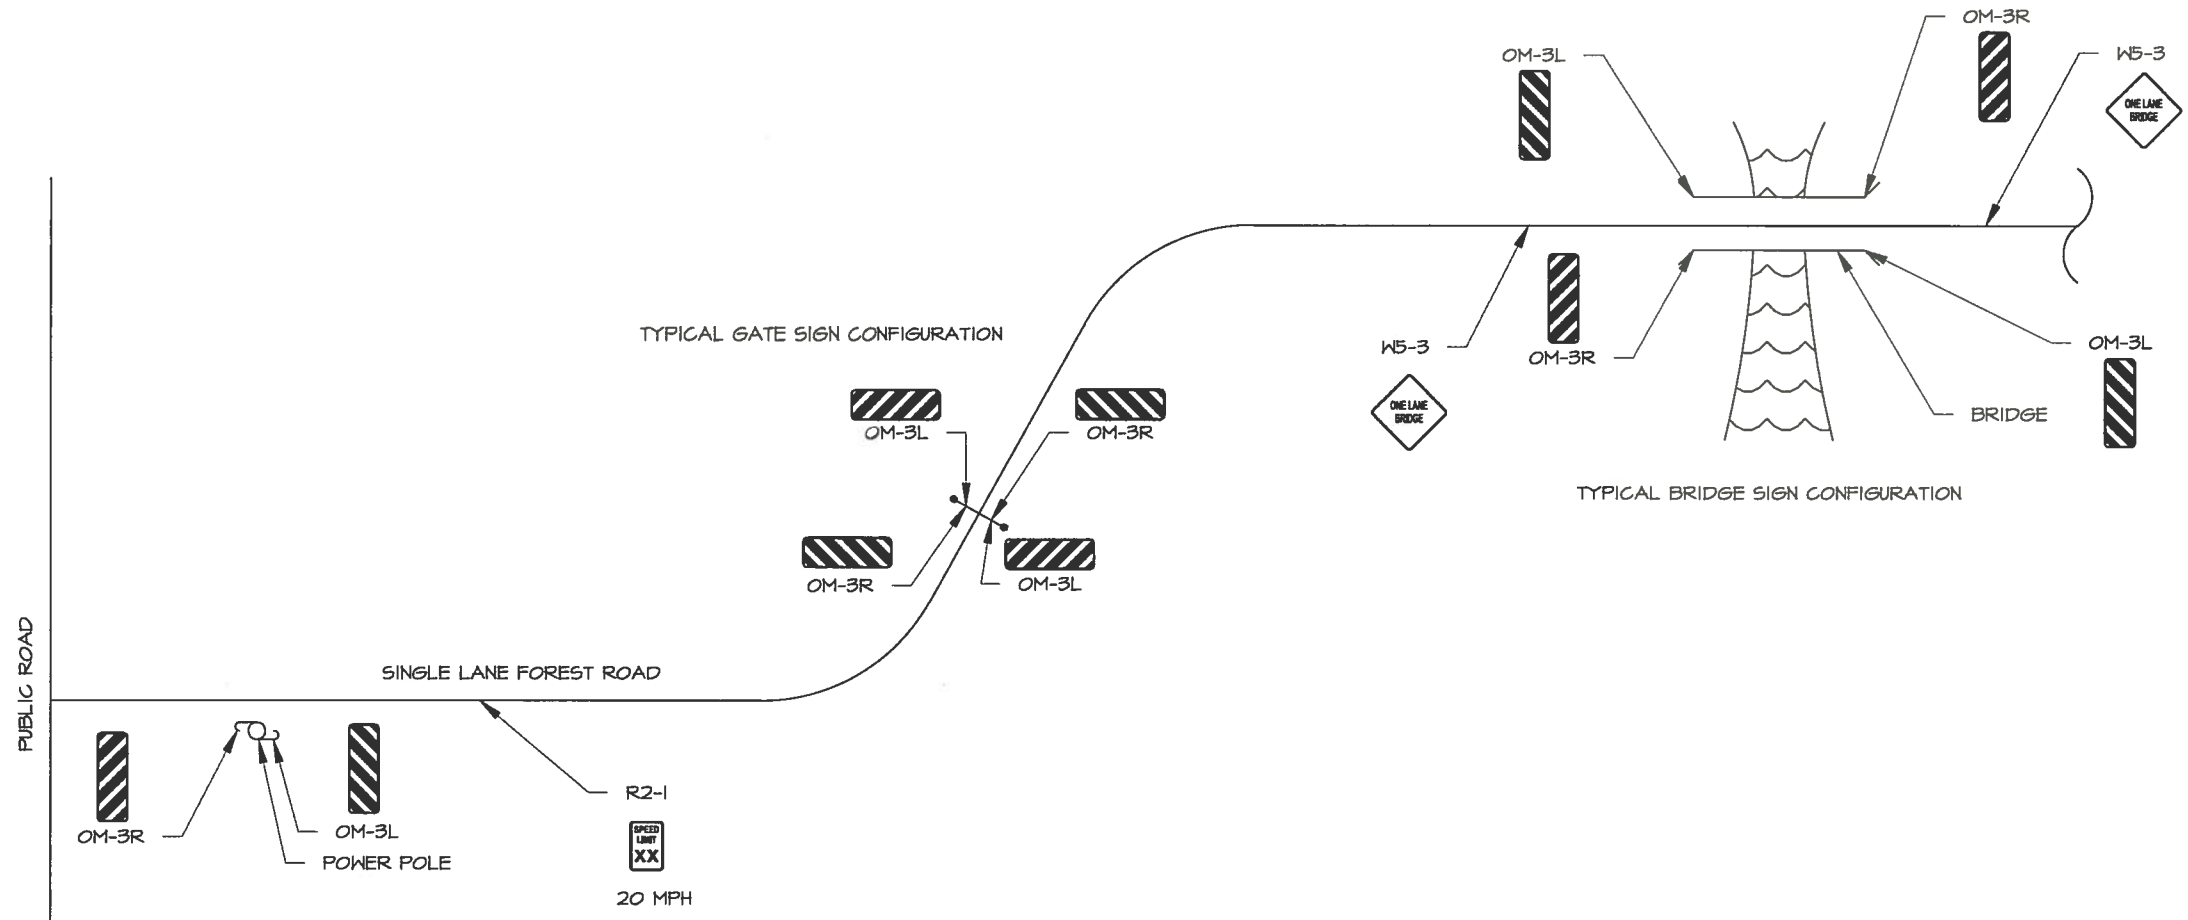 OM-3R
OM-3L
W5-3
ONE LANE
BRIDGE
TYPICAL GATE SIGN CONFIGURATION
W5-3
ONE LANE
BRIDGE
OM-3R
OM-3L
BRIDGE
TYPICAL BRIDGE SIGN CONFIGURATION
OM-3L
OM-3R
OM-3R
OM-3L
PUBLIC ROAD
SINGLE LANE FOREST ROAD
OM-3R
OM-3L
POWER POLE
R2-1
SPEED
LIMIT
XX
20 MPH